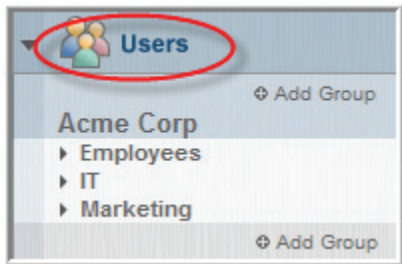 Users
Add Group
Acme Corp
Employees
IT
Marketing
Add Group